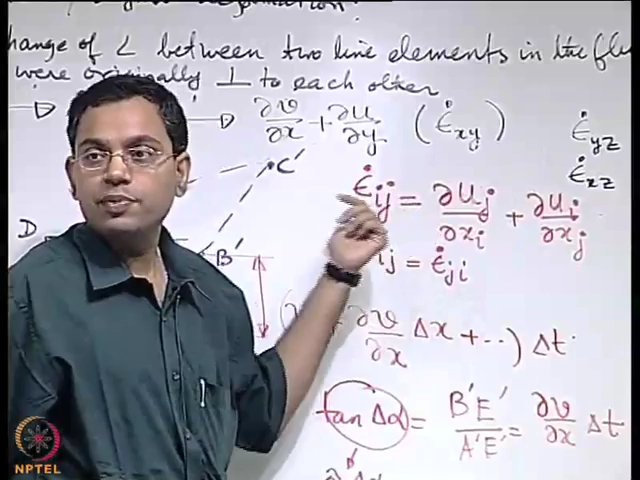 change of ∠ between two line elements in the
were originally ⊥ to each other
∂v/∂x + ∂u/∂y (ε̇xy) ε̇yz
ε̇xz
C'
ε̇ij = ∂uj/∂xi + ∂ui/∂xj
D B'
ij = ε̇ji
∂v/∂x Δx + ··) Δt
tan Δα = B'E'/A'E' = ∂v/∂x Δt
NPTEL